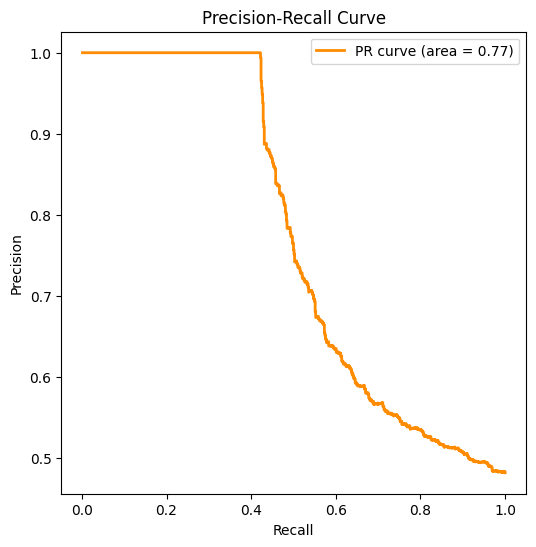 Precision-Recall Curve
PR curve (area = 0.77)
1.0
0.9
0.8
0.7
0.6
0.5
Precision
0.0 0.2 0.4 0.6 0.8 1.0
Recall